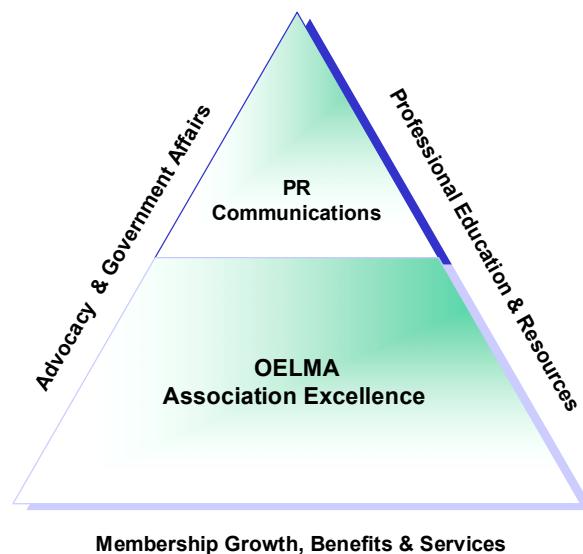 Advocacy & Government Affairs
Professional Education & Resources
PR
Communications
OELMA
Association Excellence
Membership Growth, Benefits & Services